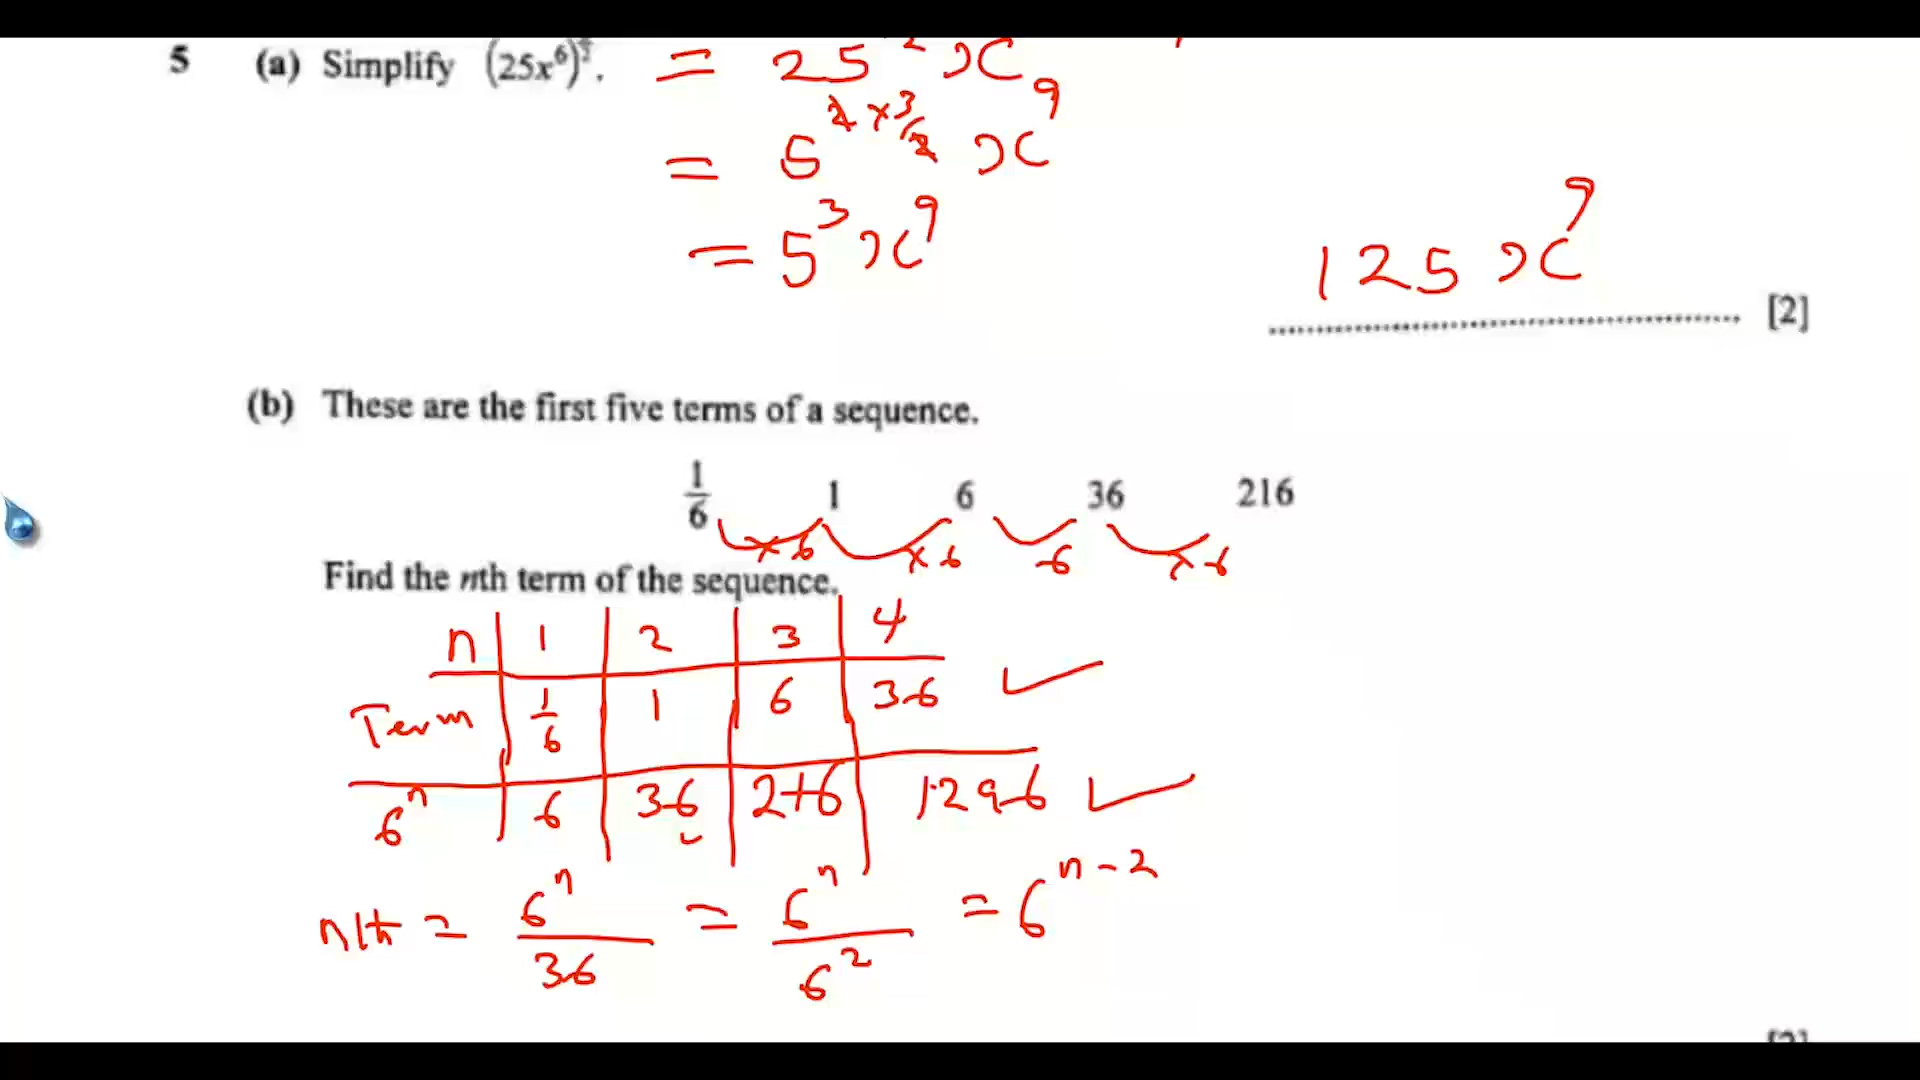 5 (a) Simplify (25x⁶)^. = 25 x
= 5^2×3/2 x⁹
= 5³x⁹
125x⁹
[2]
(b) These are the first five terms of a sequence.
1/6 1 6 36 216
×6 ×6 6 ×6
Find the nth term of the sequence.
n 1 2 3 4
Term 1/6 1 6 36
6ⁿ 6 36 216 1296
nth = 6ⁿ/36 = 6ⁿ/6² = 6ⁿ⁻²